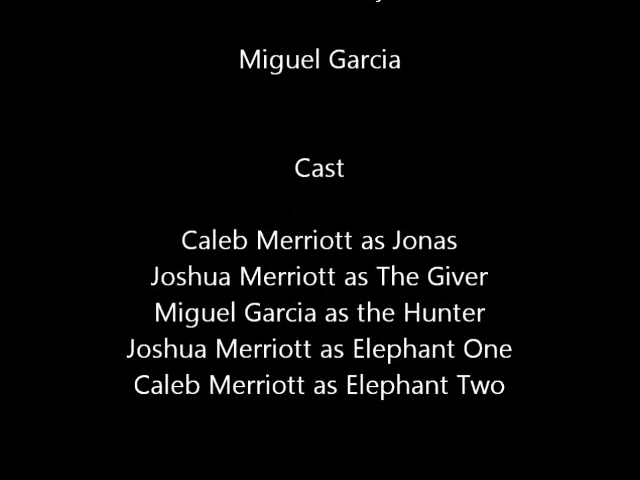 Miguel Garcia
Cast
Caleb Merriott as Jonas
Joshua Merriott as The Giver
Miguel Garcia as the Hunter
Joshua Merriott as Elephant One
Caleb Merriott as Elephant Two